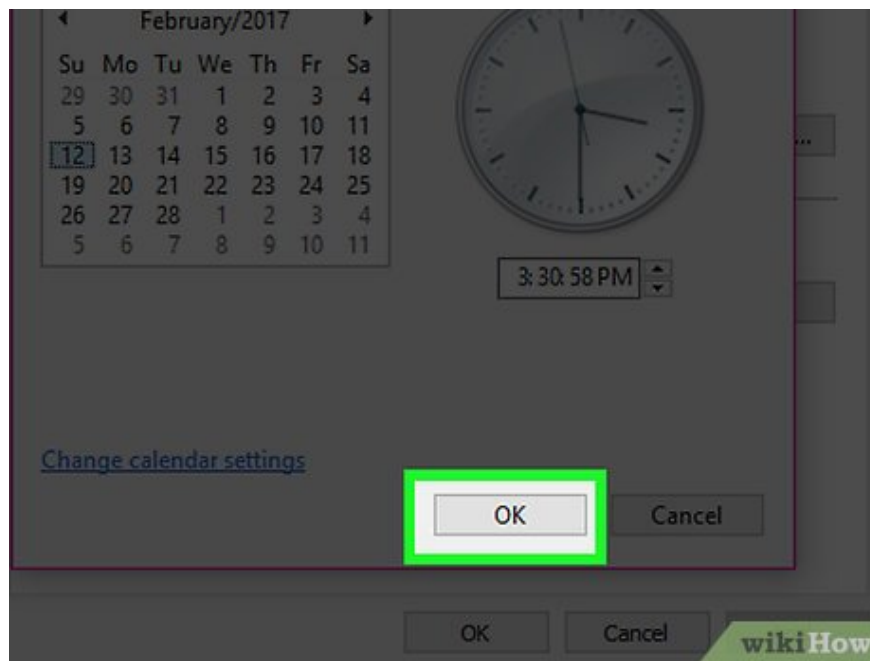 February/2017
Su Mo Tu We Th Fr Sa
29 30 31 1 2 3 4
5 6 7 8 9 10 11
12 13 14 15 16 17 18
19 20 21 22 23 24 25
26 27 28 1 2 3 4
5 6 7 8 9 10 11
3:30:58 PM
...
Change calendar settings
OK Cancel
OK Cancel
wikiHow